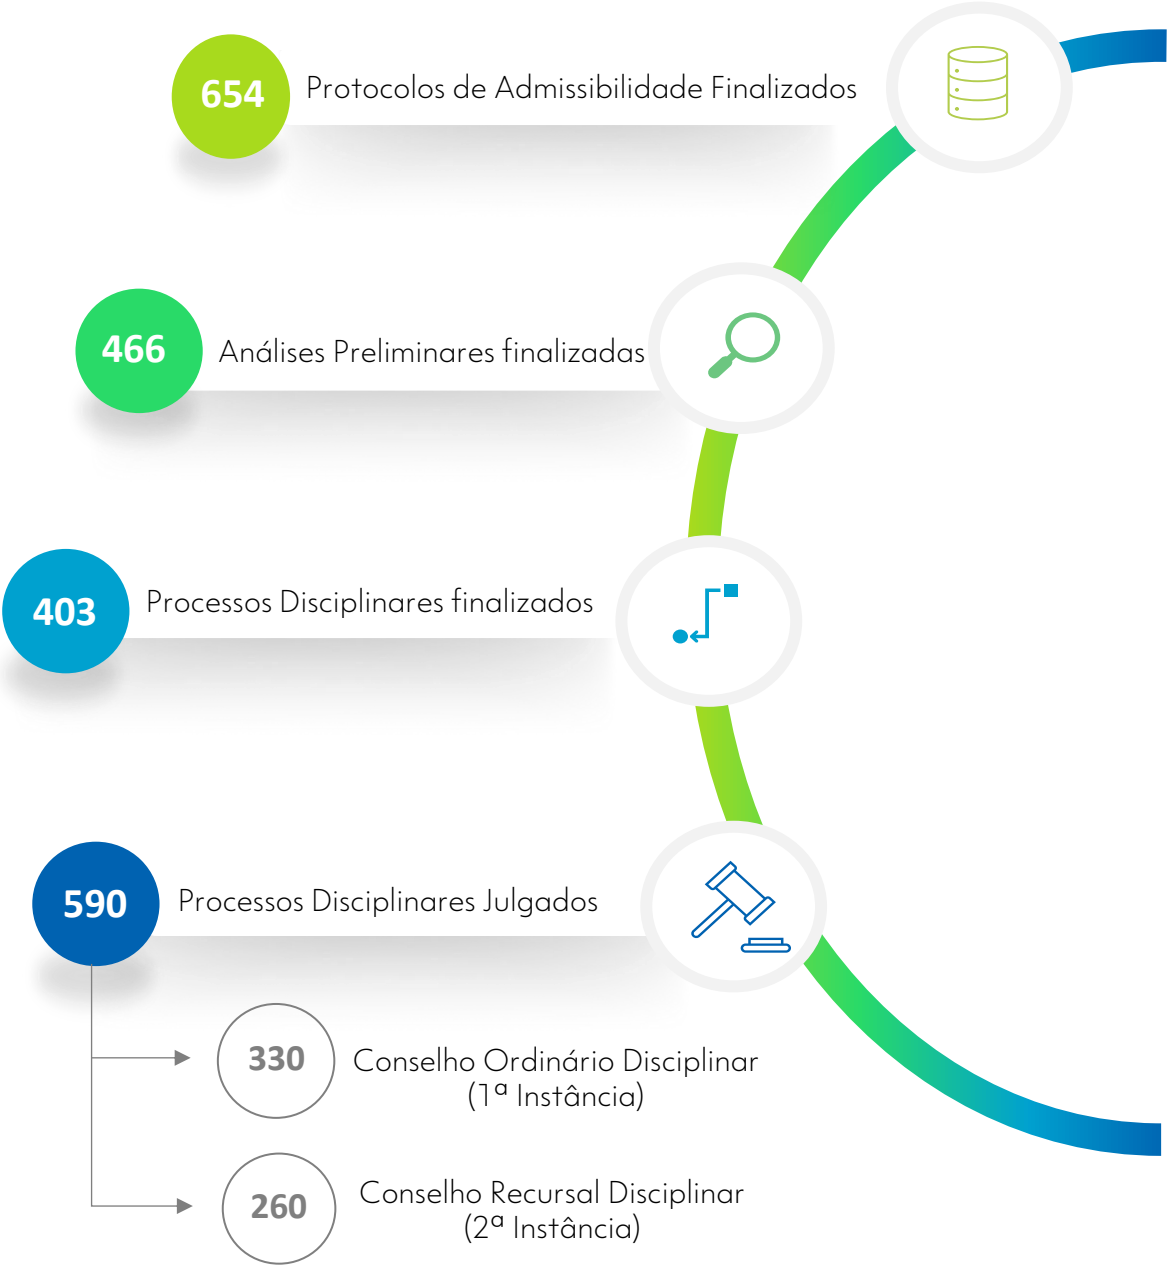 654
Protocolos de Admissibilidade Finalizados
466
Análises Preliminares finalizadas
403
Processos Disciplinares finalizados
590
Processos Disciplinares Julgados
330
Conselho Ordinário Disciplinar
(1ª Instância)
260
Conselho Recursal Disciplinar
(2ª Instância)